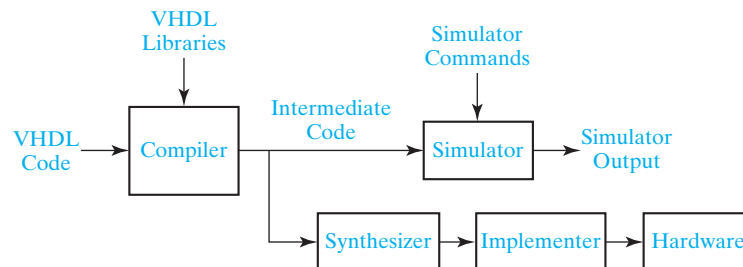 VHDL
Libraries
Simulator
Commands
Intermediate
Code
VHDL
Code
Compiler
Simulator
Simulator
Output
Synthesizer
Implementer
Hardware